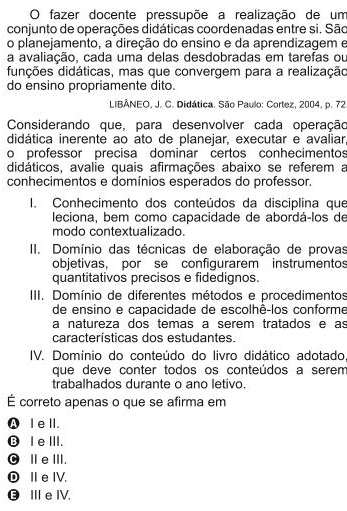 O fazer docente pressupõe a realização de um
conjunto de operações didáticas coordenadas entre si. São
o planejamento, a direção do ensino e da aprendizagem e
a avaliação, cada uma delas desdobradas em tarefas ou
funções didáticas, mas que convergem para a realização
do ensino propriamente dito.
LIBÂNEO, J. C. Didática. São Paulo: Cortez, 2004, p. 72
Considerando que, para desenvolver cada operação
didática inerente ao ato de planejar, executar e avaliar,
o professor precisa dominar certos conhecimentos
didáticos, avalie quais afirmações abaixo se referem a
conhecimentos e domínios esperados do professor.
I. Conhecimento dos conteúdos da disciplina que
leciona, bem como capacidade de abordá-los de
modo contextualizado.
II. Domínio das técnicas de elaboração de provas
objetivas, por se configurarem instrumentos
quantitativos precisos e fidedignos.
III. Domínio de diferentes métodos e procedimentos
de ensino e capacidade de escolhê-los conforme
a natureza dos temas a serem tratados e as
características dos estudantes.
IV. Domínio do conteúdo do livro didático adotado,
que deve conter todos os conteúdos a serem
trabalhados durante o ano letivo.
É correto apenas o que se afirma em
A I e II.
B I e III.
C II e III.
D II e IV.
E III e IV.